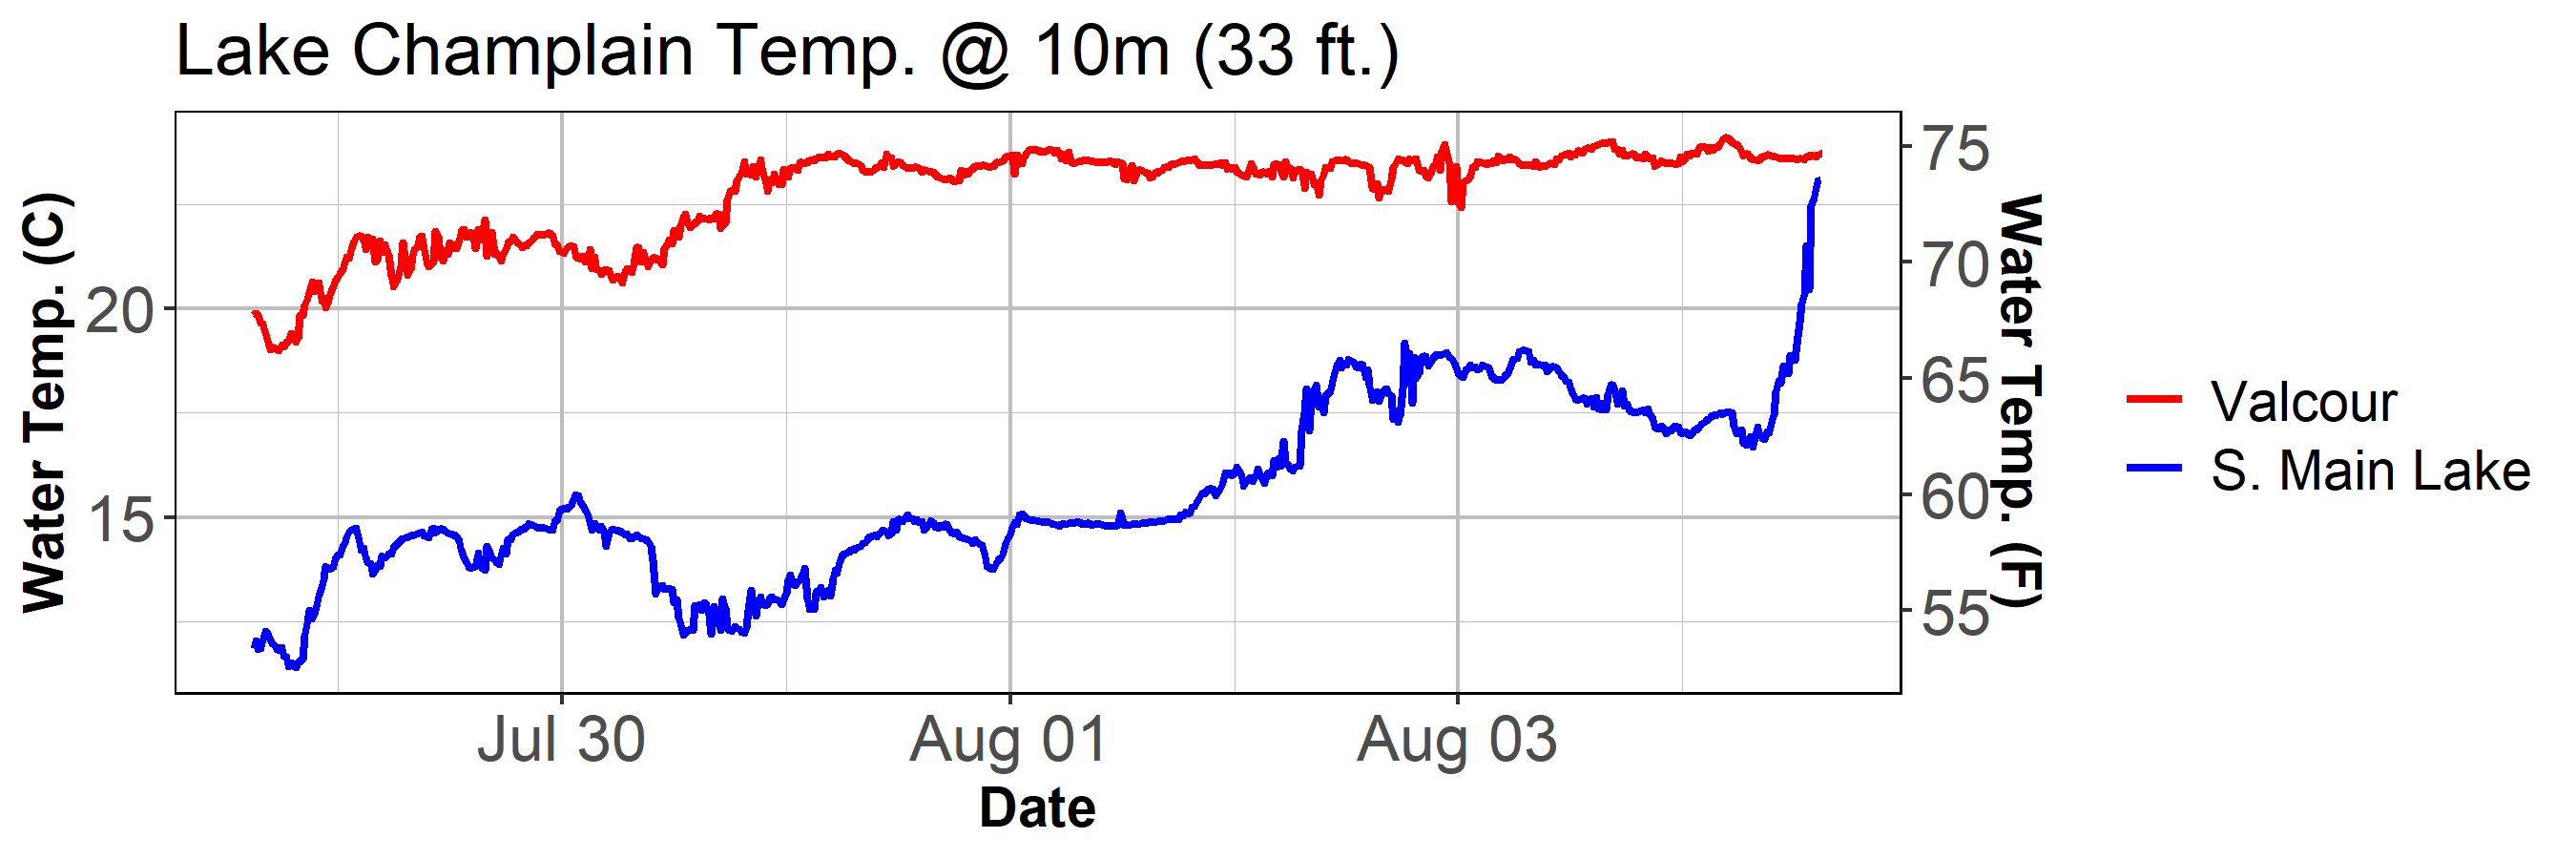 Lake Champlain Temp. @ 10m (33 ft.)
Water Temp. (C)
20
15
75
70
65
60
55
Water Temp. (F)
Jul 30
Aug 01
Aug 03
Date
Valcour
S. Main Lake